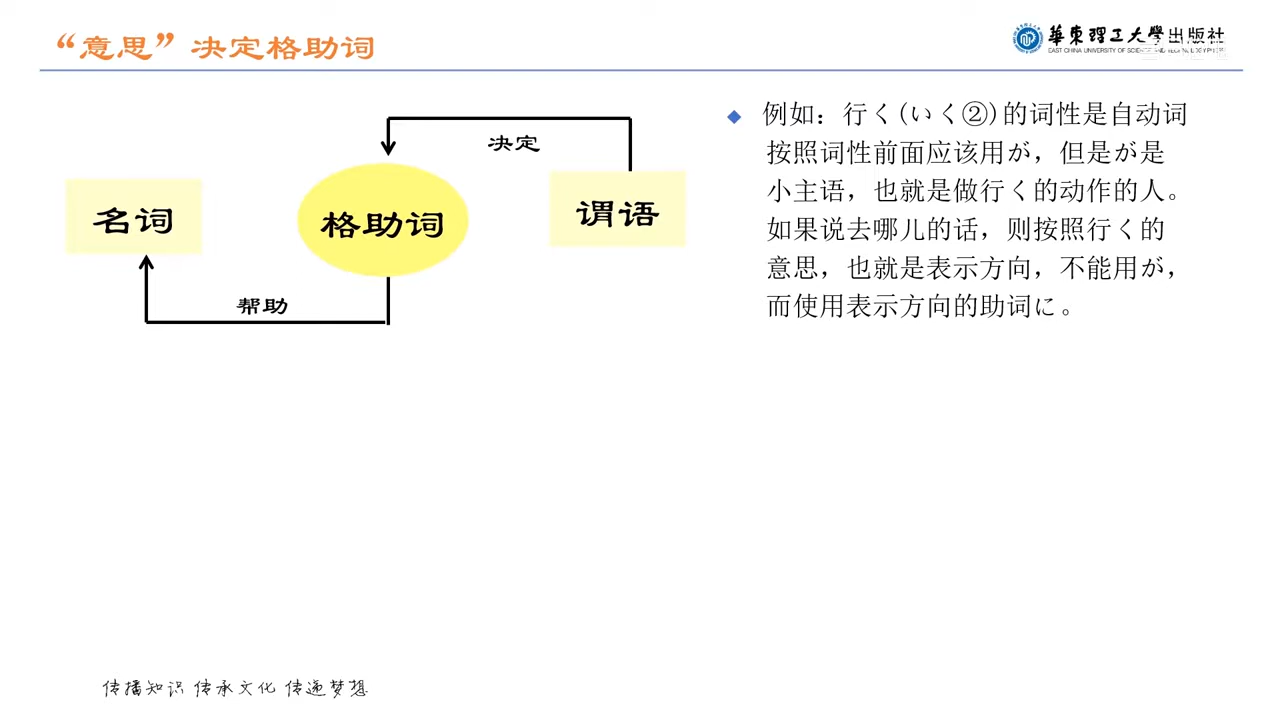 “意思”决定格助词
華東理工大學出版社
决定
名词
格助词
谓语
帮助
例如：行く(いく②)的词性是自动词
按照词性前面应该用が，但是が是
小主语，也就是做行く的动作的人。
如果说去哪儿的话，则按照行く的
意思，也就是表示方向，不能用が，
而使用表示方向的助词に。
传播知识 传承文化 传递梦想